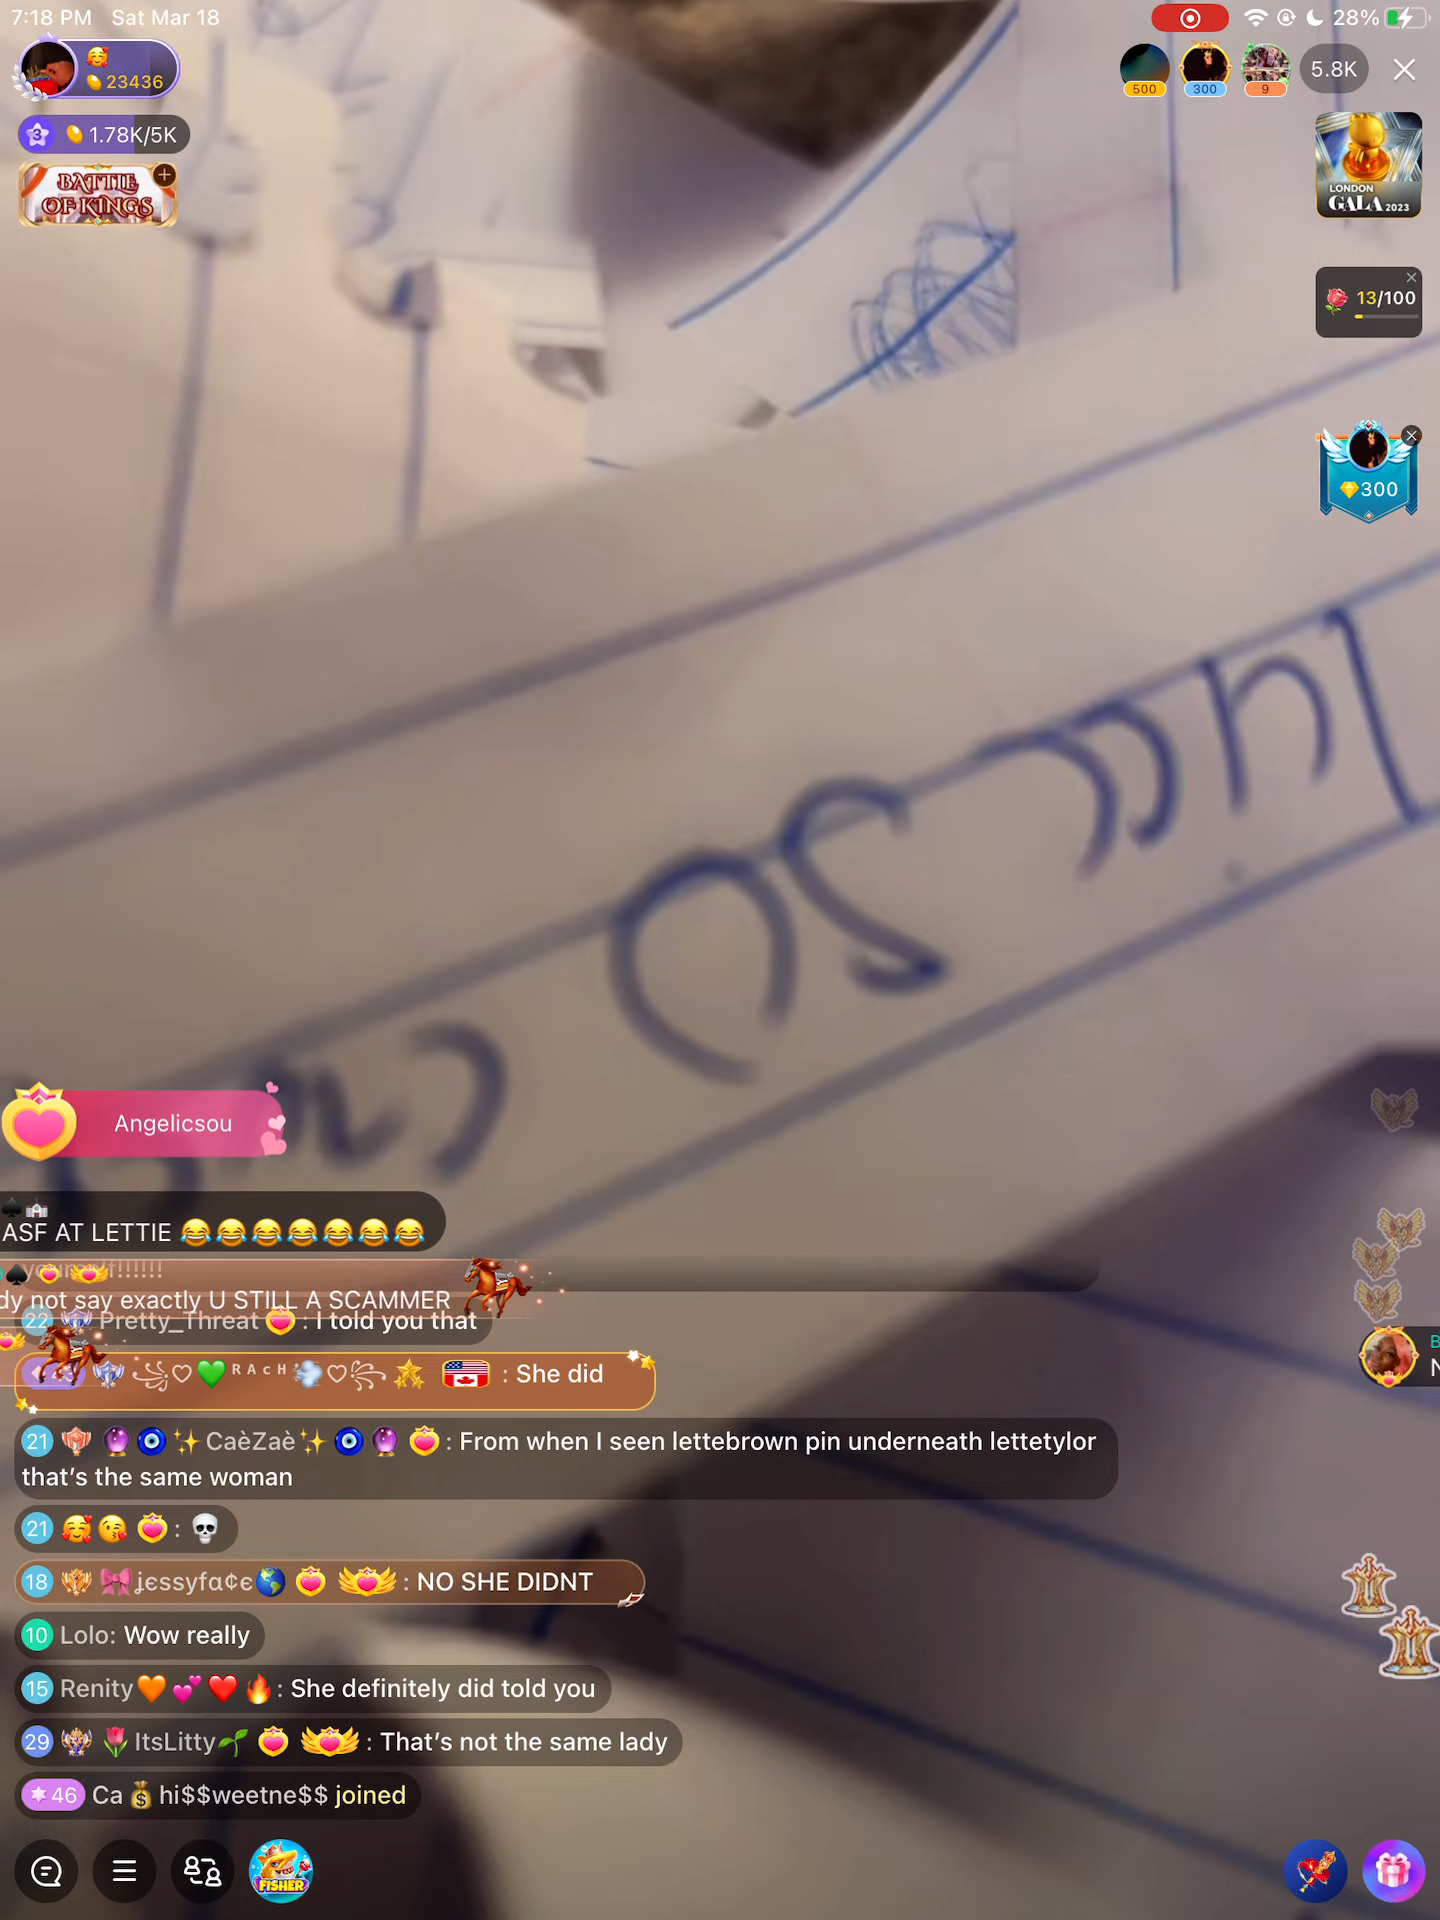 7:18 PM Sat Mar 18
28%
23436
500
300
9
5.8K
3 1.78K/5K
BATTLE
OF KINGS
LONDON
GALA 2023
13/100
300
Angelicsou
ASF AT LETTIE 😂😂😂😂😂😂😂
dy not say exactly U STILL A SCAMMER
22 Pretty_Threat : I told you that
ᴿᴬᶜᴴ : She did
21 🔮🧿✨CaèZaè✨🧿🔮 : From when I seen lettebrown pin underneath lettetylor
that's the same woman
21 🥰😘 : 💀
18 🎀ʝєssyfα¢є🌎 : NO SHE DIDNT
10 Lolo: Wow really
15 Renity🧡💕❤️🔥: She definitely did told you
29 🌷ItsLitty🌱 : That's not the same lady
46 Ca💰hi$$weetne$$ joined
FISHER